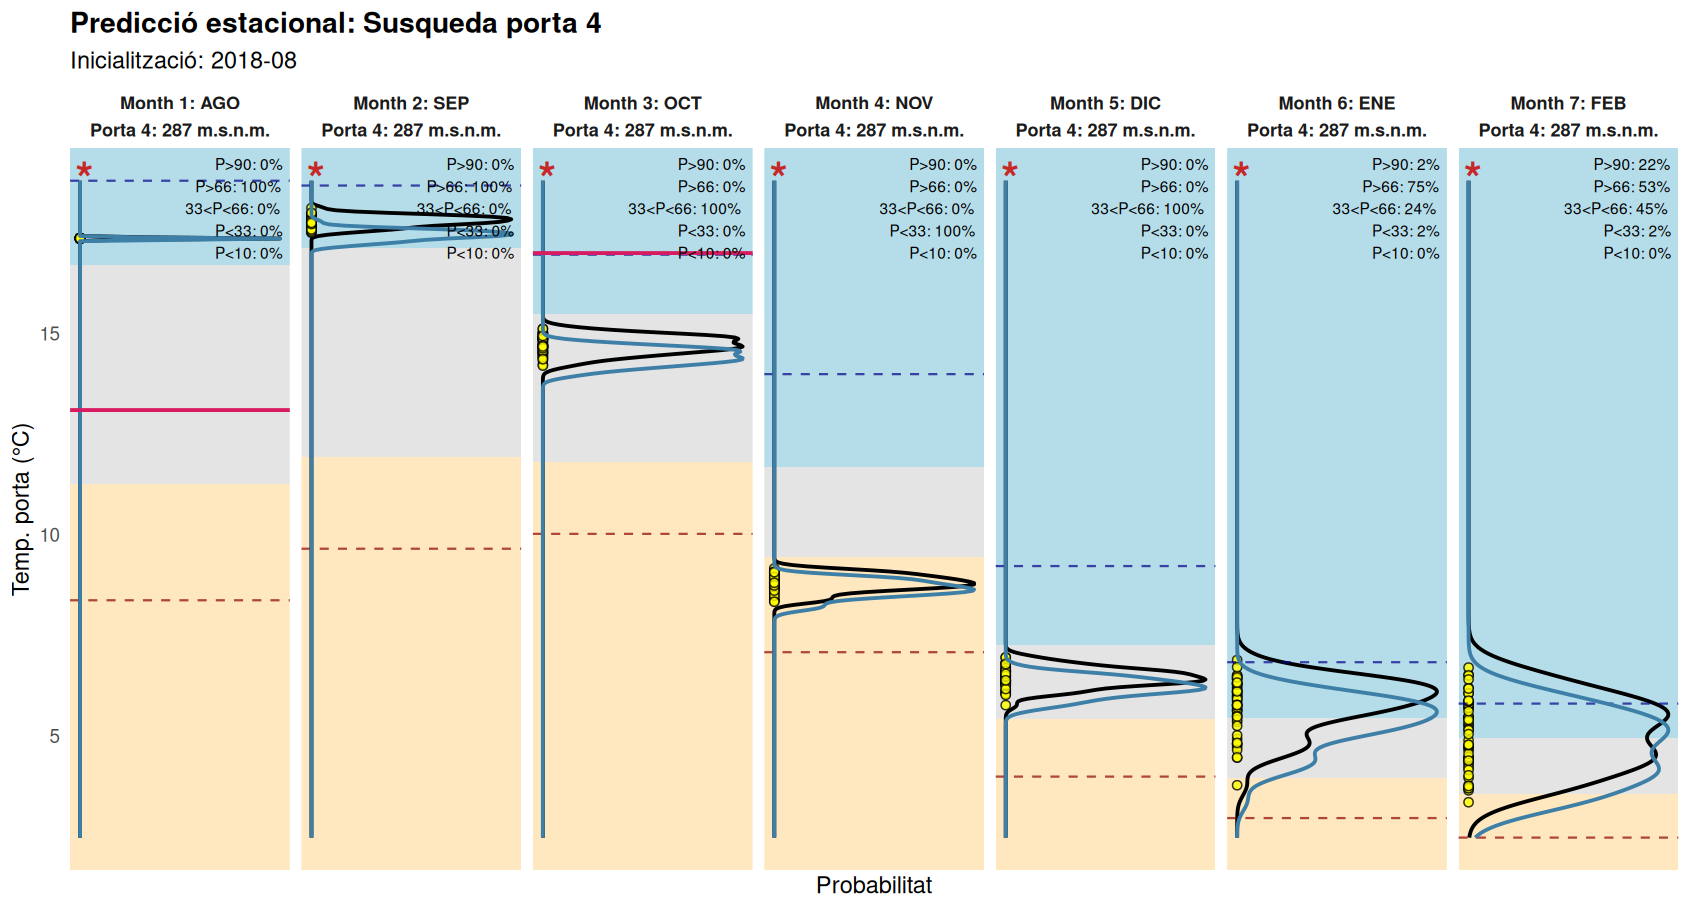 Predicció estacional: Susqueda porta 4
Inicialització: 2018-08
Month 1: AGO
Porta 4: 287 m.s.n.m.
*
P>90: 0%
P>66: 100%
33<P<66: 0%
P<33: 0%
P<10: 0%
Month 2: SEP
Porta 4: 287 m.s.n.m.
*
P>90: 0%
P>66: 100%
33<P<66: 0%
P<33: 0%
P<10: 0%
Month 3: OCT
Porta 4: 287 m.s.n.m.
*
P>90: 0%
P>66: 0%
33<P<66: 100%
P<33: 0%
P<10: 0%
Month 4: NOV
Porta 4: 287 m.s.n.m.
*
P>90: 0%
P>66: 0%
33<P<66: 0%
P<33: 100%
P<10: 0%
Month 5: DIC
Porta 4: 287 m.s.n.m.
*
P>90: 0%
P>66: 0%
33<P<66: 100%
P<33: 0%
P<10: 0%
Month 6: ENE
Porta 4: 287 m.s.n.m.
*
P>90: 2%
P>66: 75%
33<P<66: 24%
P<33: 2%
P<10: 0%
Month 7: FEB
Porta 4: 287 m.s.n.m.
*
P>90: 22%
P>66: 53%
33<P<66: 45%
P<33: 2%
P<10: 0%
Temp. porta (°C)
15
10
5
Probabilitat